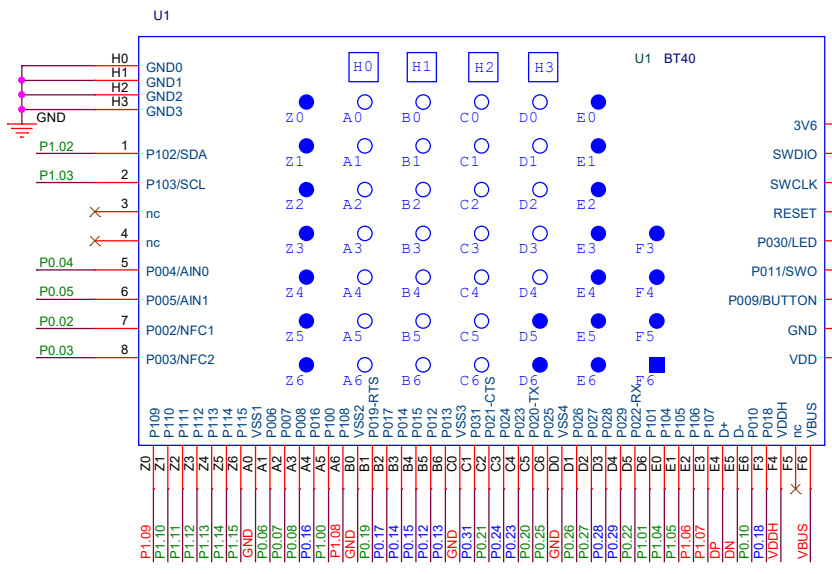 U1
U1 BT40
H0 GND0
H1 GND1
H2 GND2
H3 GND3
GND
P1.02 1 P102/SDA
P1.03 2 P103/SCL
3 nc
4 nc
P0.04 5 P004/AIN0
P0.05 6 P005/AIN1
P0.02 7 P002/NFC1
P0.03 8 P003/NFC2
H0 H1 H2 H3
Z0 A0 B0 C0 D0 E0
Z1 A1 B1 C1 D1 E1
Z2 A2 B2 C2 D2 E2
Z3 A3 B3 C3 D3 E3 F3
Z4 A4 B4 C4 D4 E4 F4
Z5 A5 B5 C5 D5 E5 F5
Z6 A6 B6 C6 D6 E6 F6
3V6
SWDIO
SWCLK
RESET
P030/LED
P011/SWO
P009/BUTTON
GND
VDD
P109 P110 P111 P112 P113 P114 P115 VSS1 P006 P007 P008 P016 P100 P108 VSS2 P019-RTS P017 P014 P015 P012 P013 VSS3 P031 P021-CTS P024 P023 P020-TX P025 VSS4 P026 P027 P028 P029 P022-RX P101 P104 P105 P106 P107 D+ D- P010 P018 VDDH nc VBUS
Z0 Z1 Z2 Z3 Z4 Z5 Z6 A0 A1 A2 A3 A4 A5 A6 B0 B1 B2 B3 B4 B5 B6 C0 C1 C2 C3 C4 C5 C6 D0 D1 D2 D3 D4 D5 D6 E0 E1 E2 E3 E4 E5 E6 F3 F4 F5 F6
P1.09 P1.10 P1.11 P1.12 P1.13 P1.14 P1.15 GND P0.06 P0.07 P0.08 P0.16 P1.00 P1.08 GND P0.19 P0.17 P0.14 P0.15 P0.12 P0.13 GND P0.31 P0.21 P0.24 P0.23 P0.20 P0.25 GND P0.26 P0.27 P0.28 P0.29 P0.22 P1.01 P1.04 P1.05 P1.06 P1.07 DP DN P0.10 P0.18 VDDH VBUS